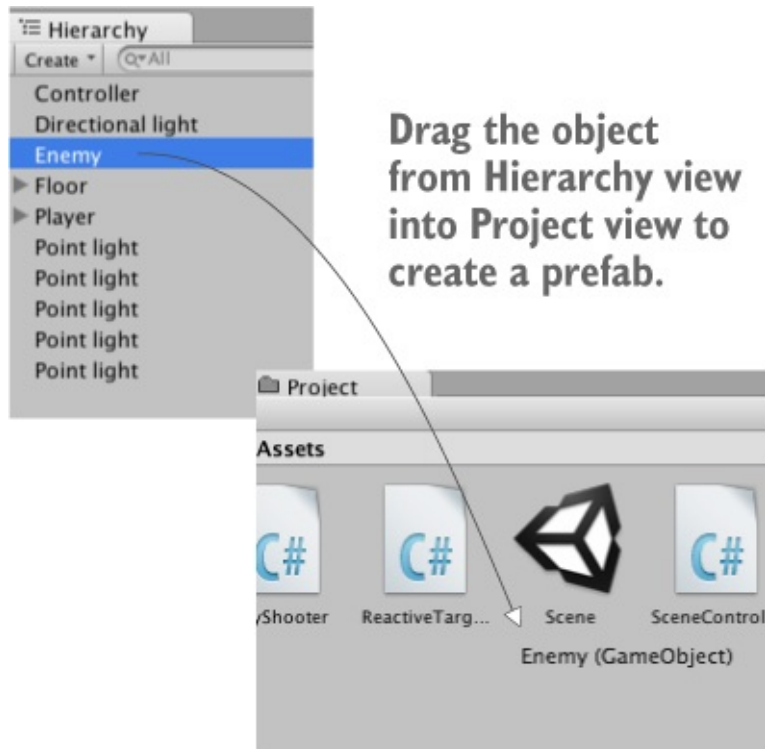 Hierarchy
Create
All
Controller
Directional light
Enemy
Floor
Player
Point light
Point light
Point light
Point light
Point light
Drag the object
from Hierarchy view
into Project view to
create a prefab.
Project
Assets
C#
C#
C#
yShooter
ReactiveTarg...
Scene
SceneControl
Enemy (GameObject)